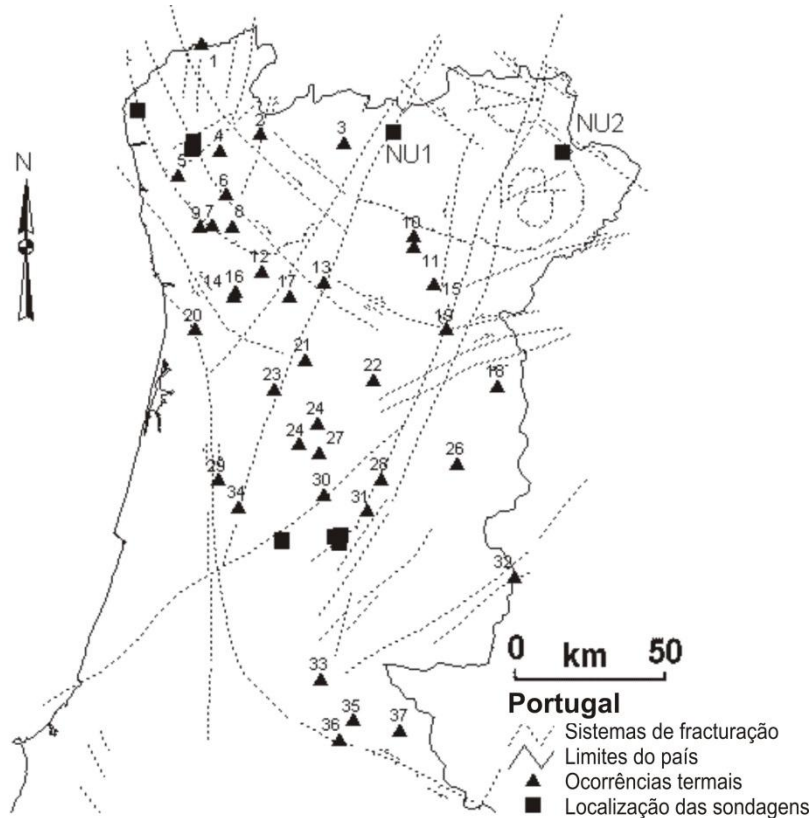 1
NU2
2
3
N
4
NU1
5
6
9 7 8
10
11
12
13
14 16 17
15
20
19
21
22
18
23
24
24 27
26
29
28
30
34
31
32
0 km 50
33
Portugal
35
Sistemas de fracturação
36 37
Limites do país
Ocorrências termais
Localização das sondagens